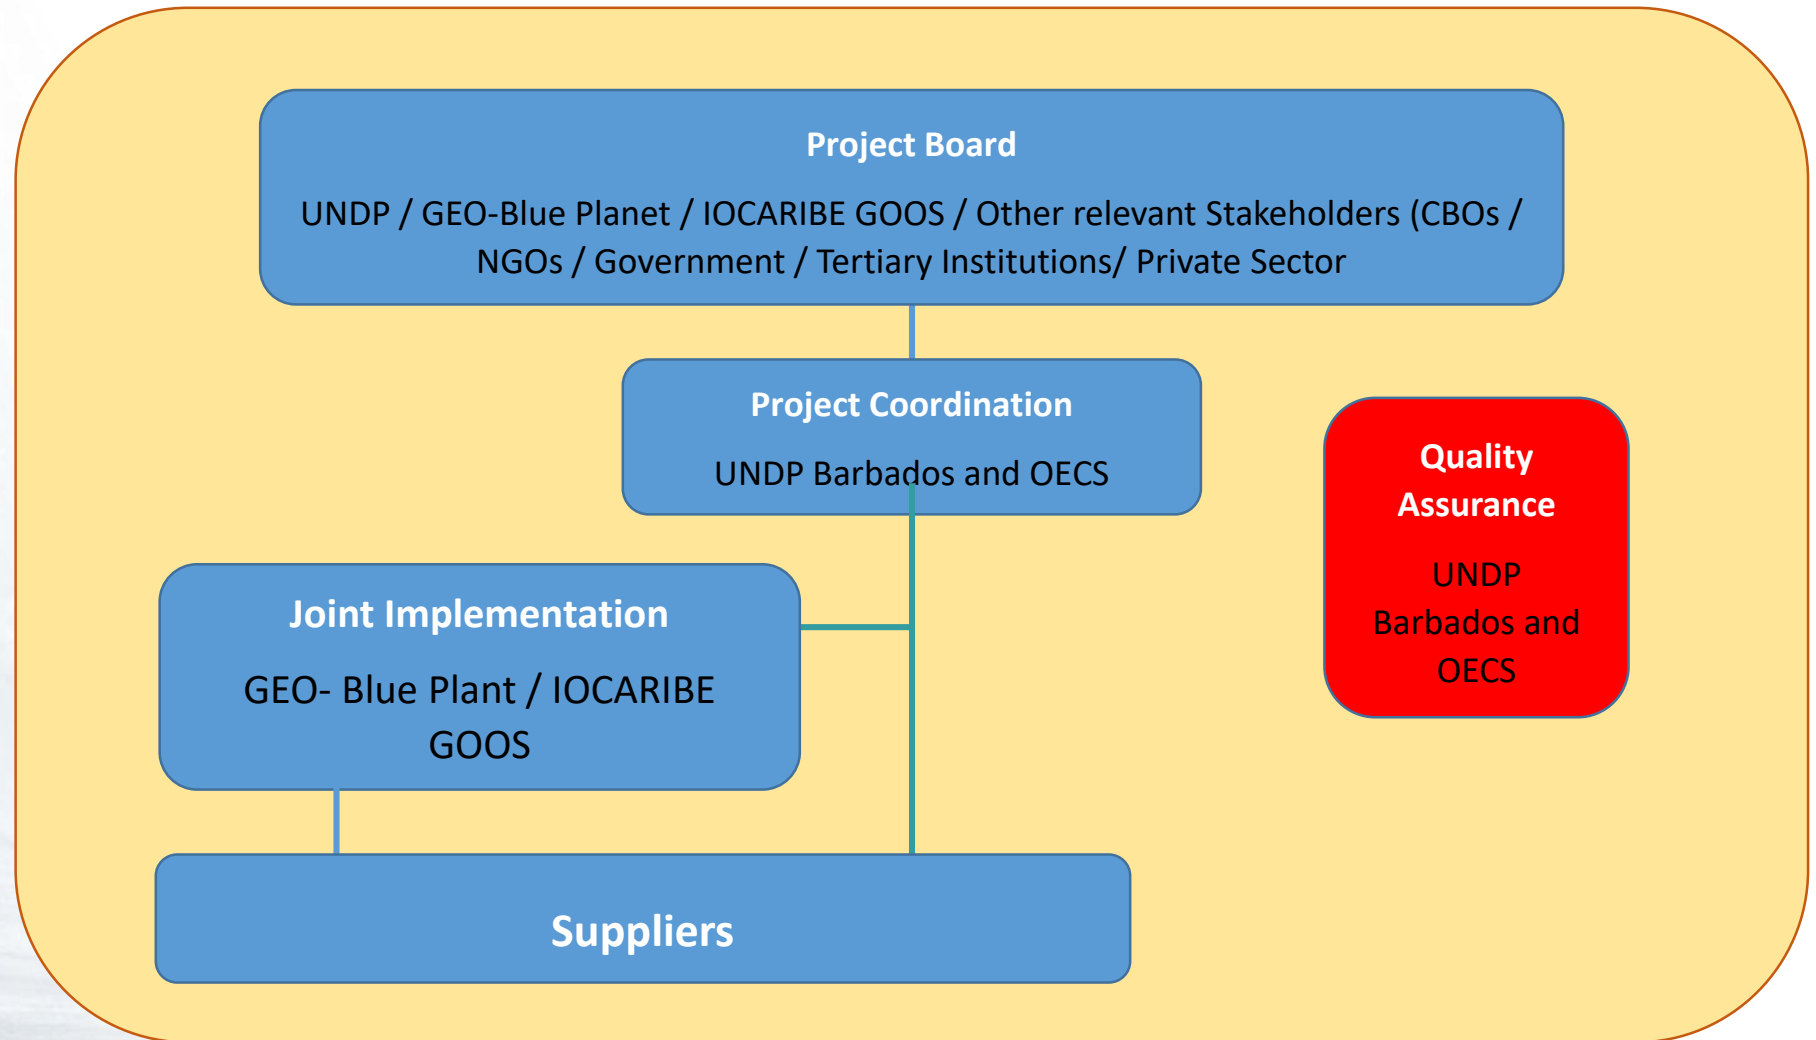 Project Board
UNDP / GEO-Blue Planet / IOCARIBE GOOS / Other relevant Stakeholders (CBOs /
NGOs / Government / Tertiary Institutions/ Private Sector
Project Coordination
UNDP Barbados and OECS
Quality
Assurance
UNDP
Barbados and
OECS
Joint Implementation
GEO- Blue Plant / IOCARIBE
GOOS
Suppliers